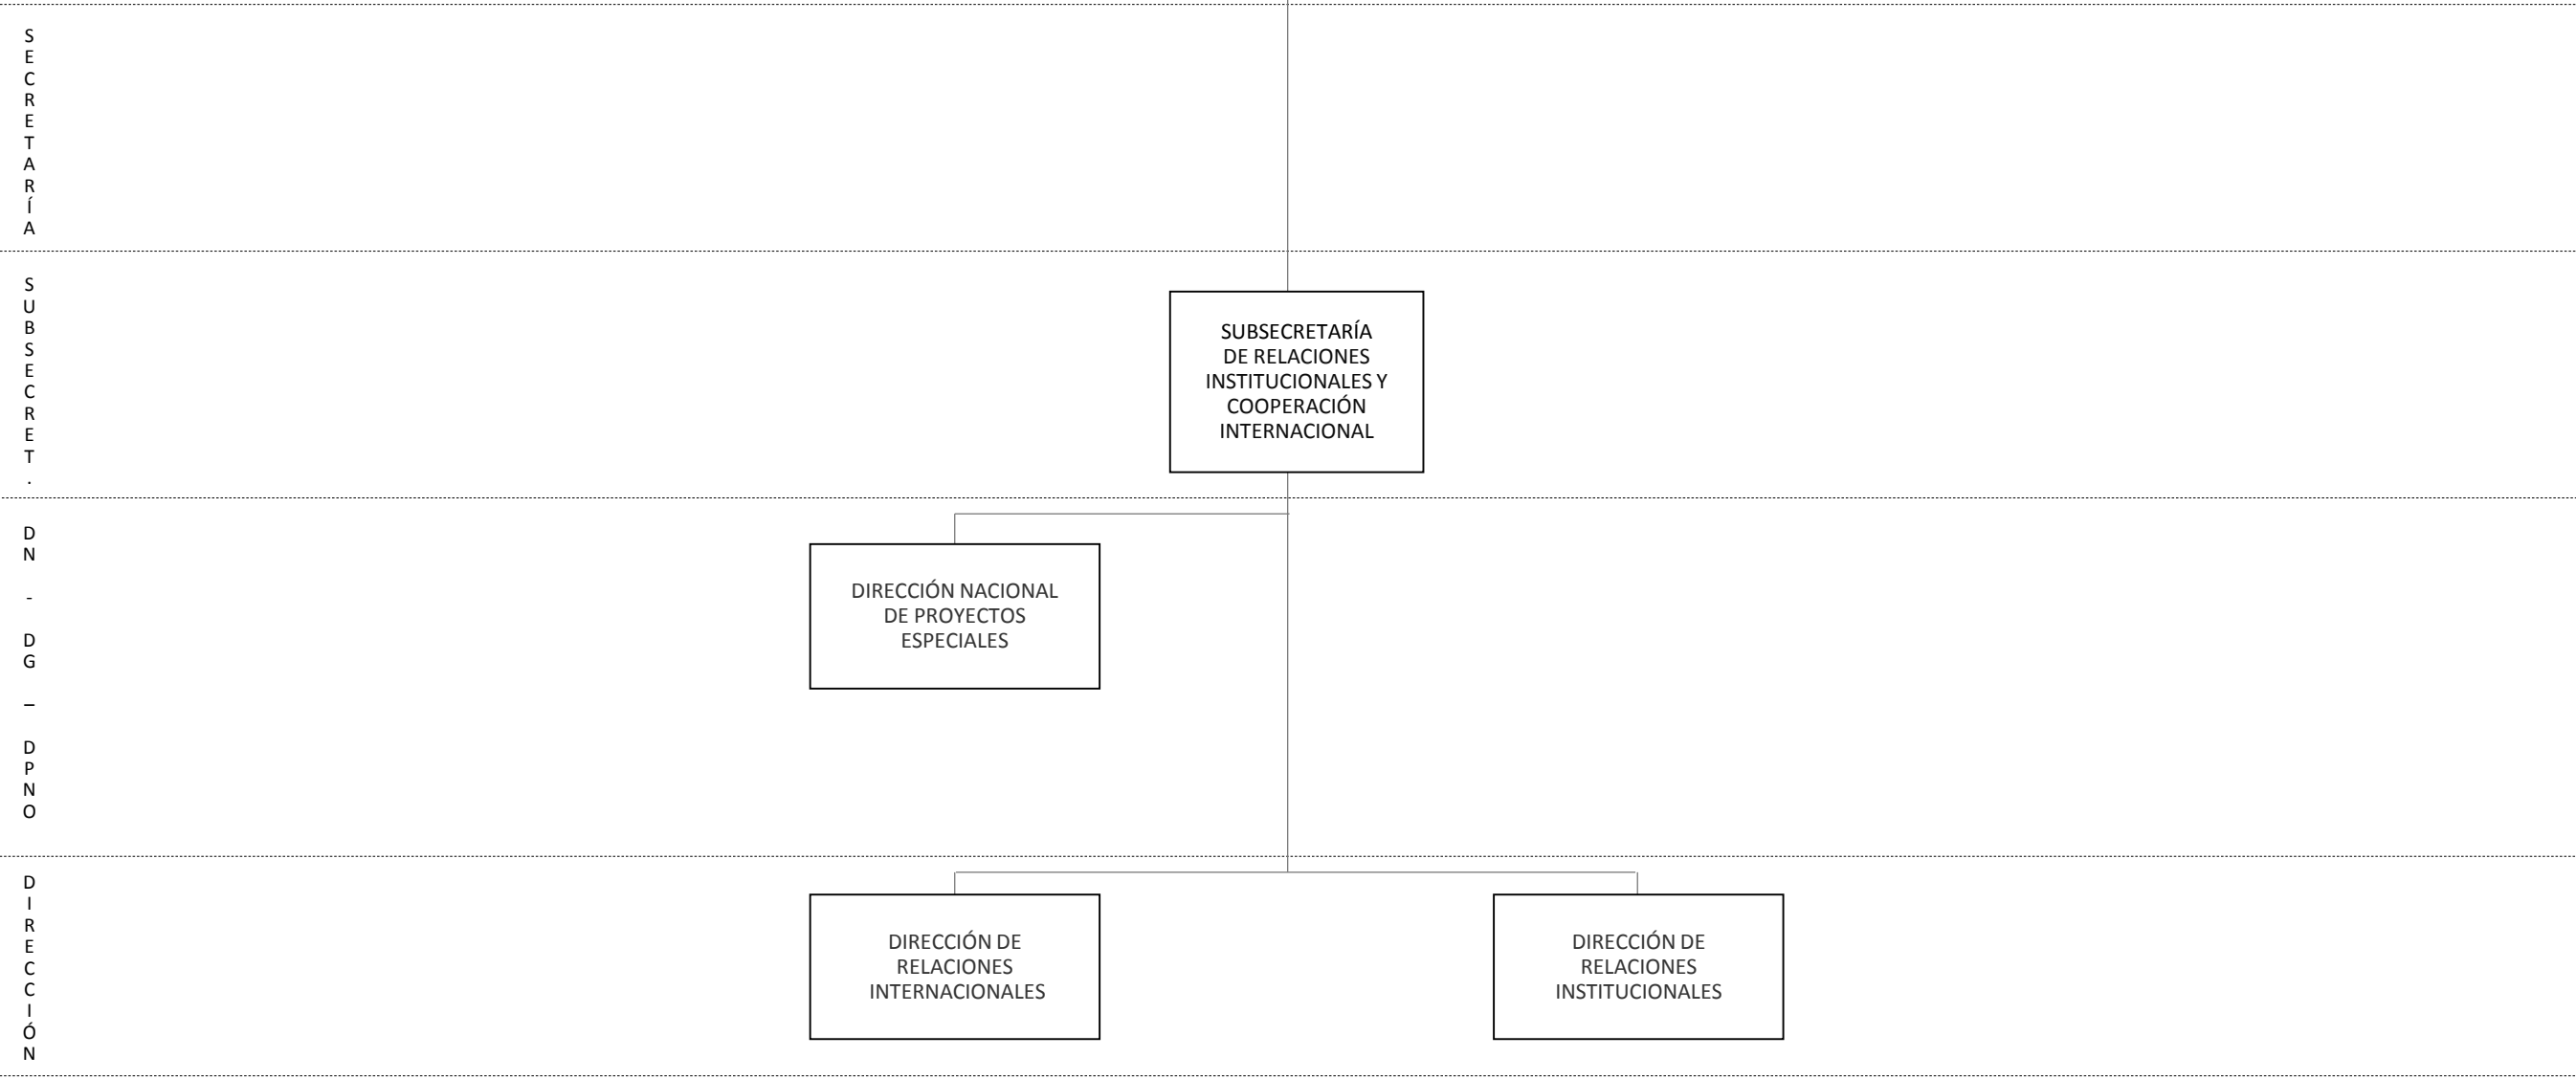 SECRETARÍA
SUBSECRET.
SUBSECRETARÍA
DE RELACIONES
INSTITUCIONALES Y
COOPERACIÓN
INTERNACIONAL
DN - DG – DPNO
DIRECCIÓN NACIONAL
DE PROYECTOS
ESPECIALES
DIRECCIÓN
DIRECCIÓN DE
RELACIONES
INTERNACIONALES
DIRECCIÓN DE
RELACIONES
INSTITUCIONALES